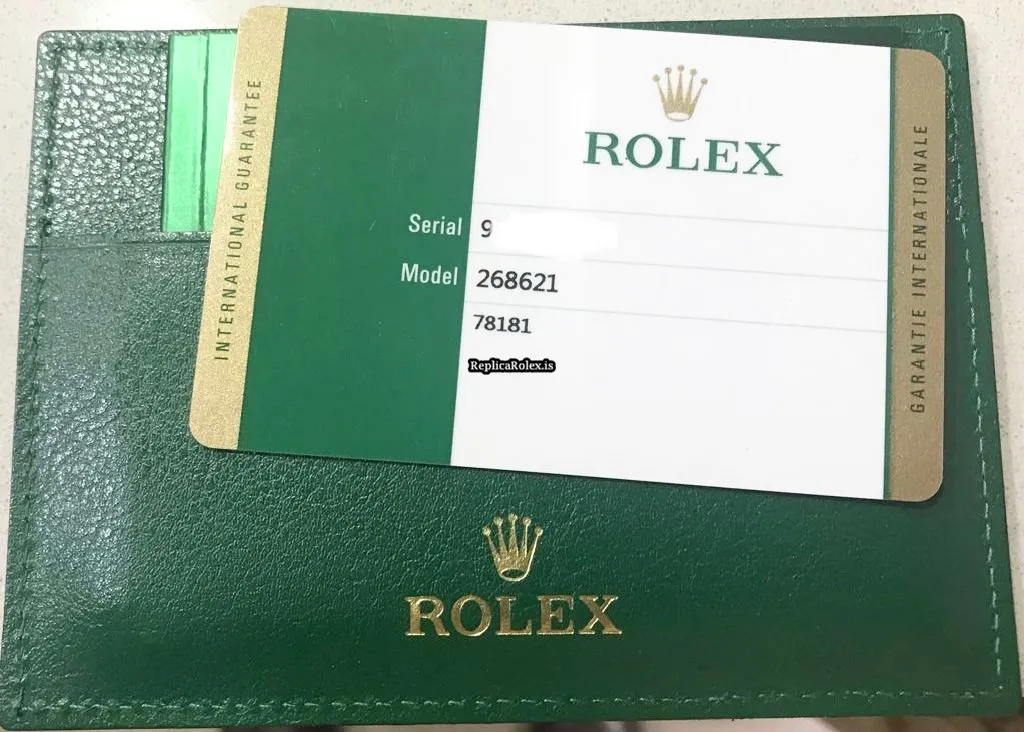 INTERNATIONAL GUARANTEE
ROLEX
Serial 9
Model 268621
78181
ReplicaRolex.is
GARANTIE INTERNATIONALE
ROLEX